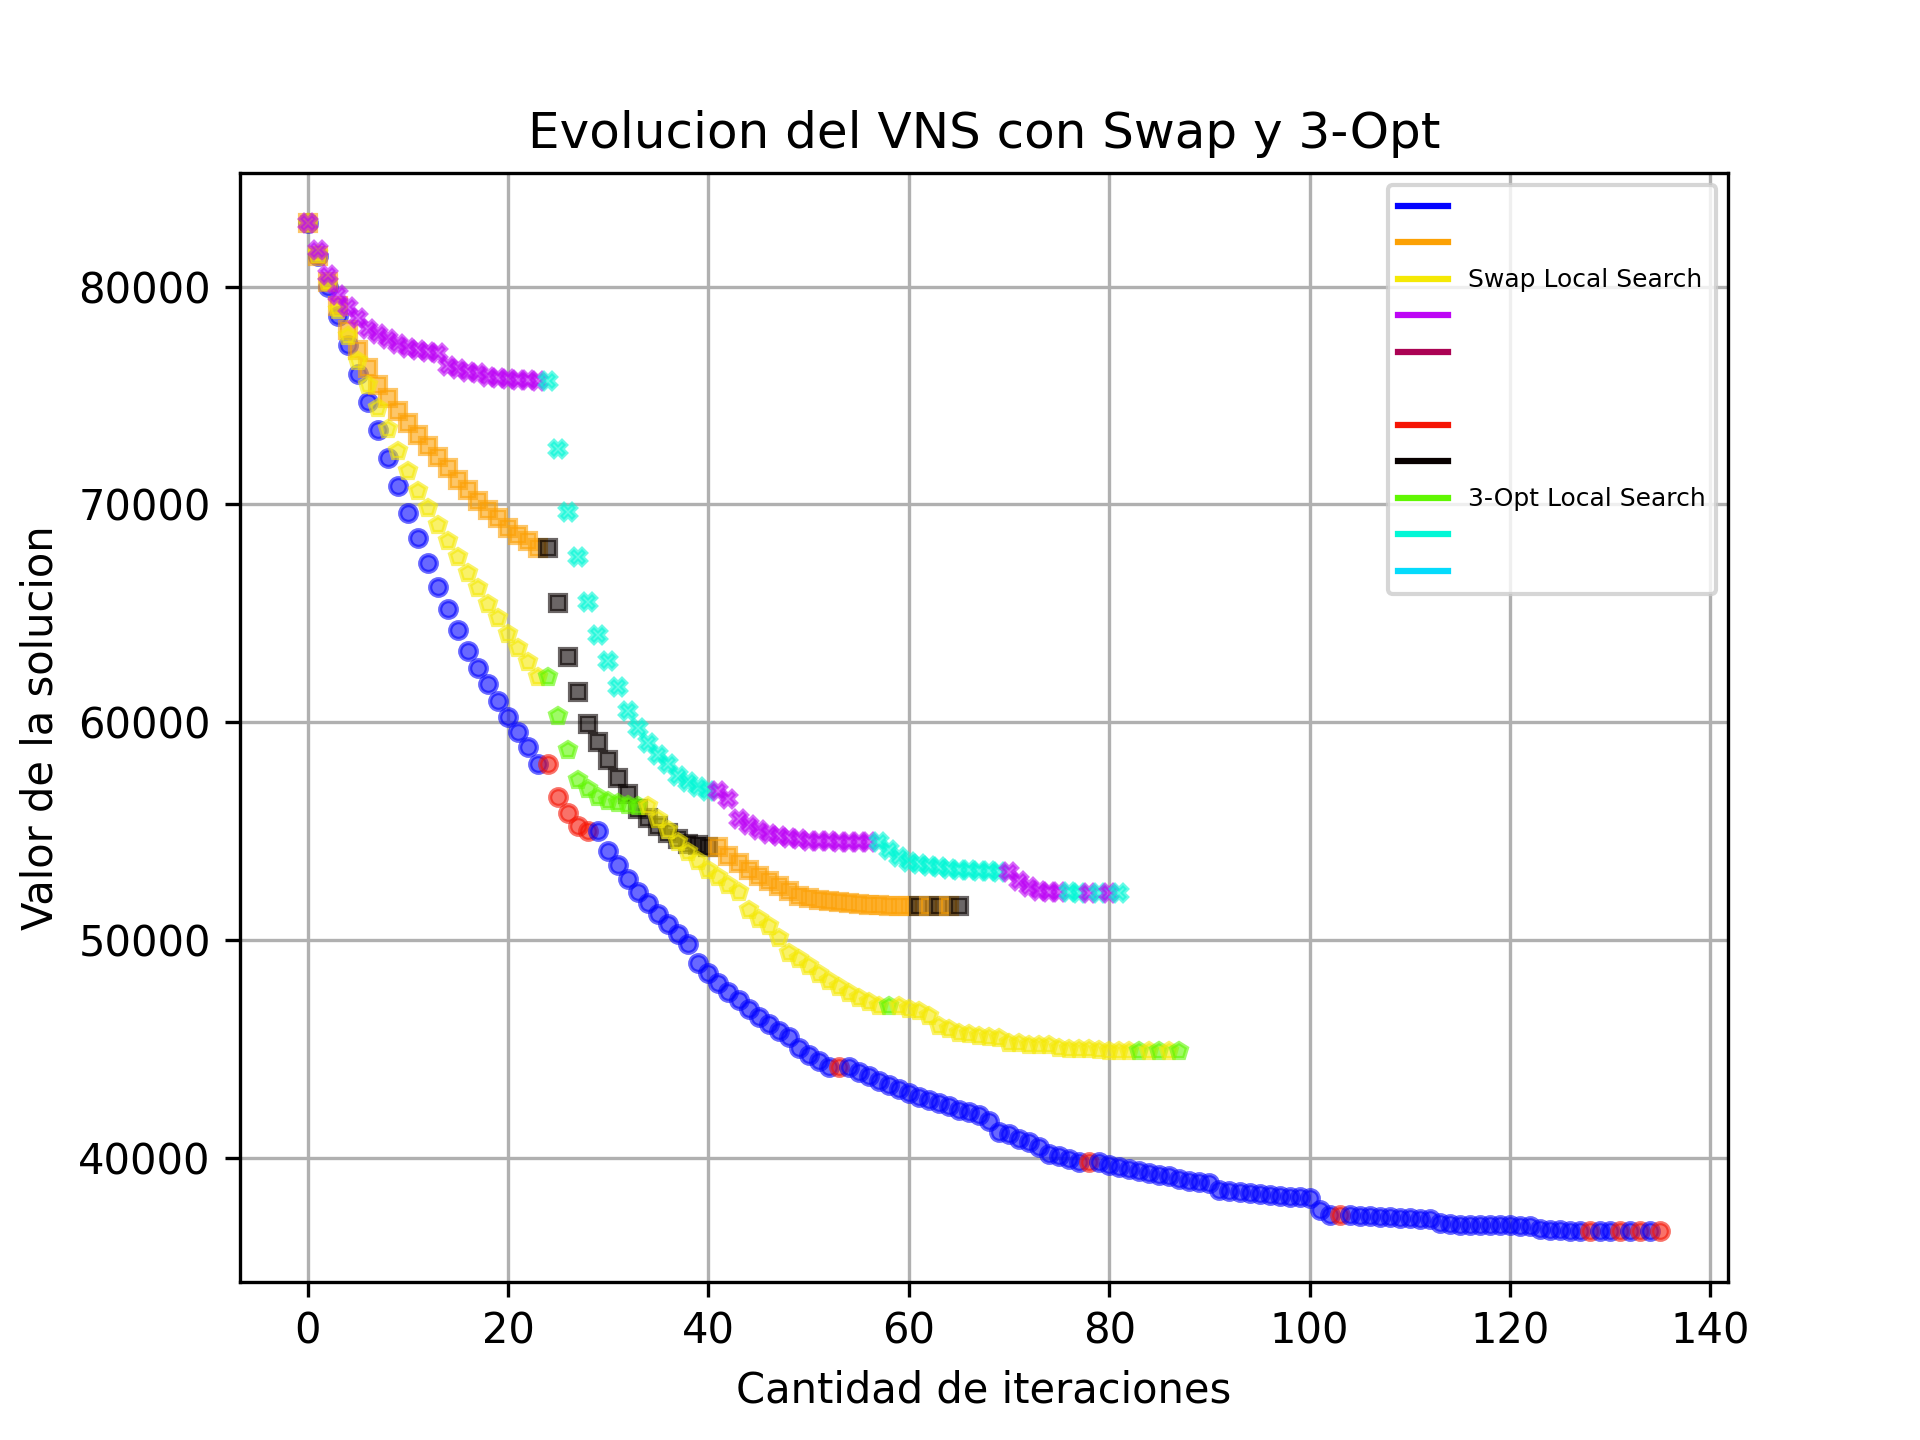 Evolucion del VNS con Swap y 3-Opt
Swap Local Search
3-Opt Local Search
Valor de la solucion
80000
70000
60000
50000
40000
0 20 40 60 80 100 120 140
Cantidad de iteraciones